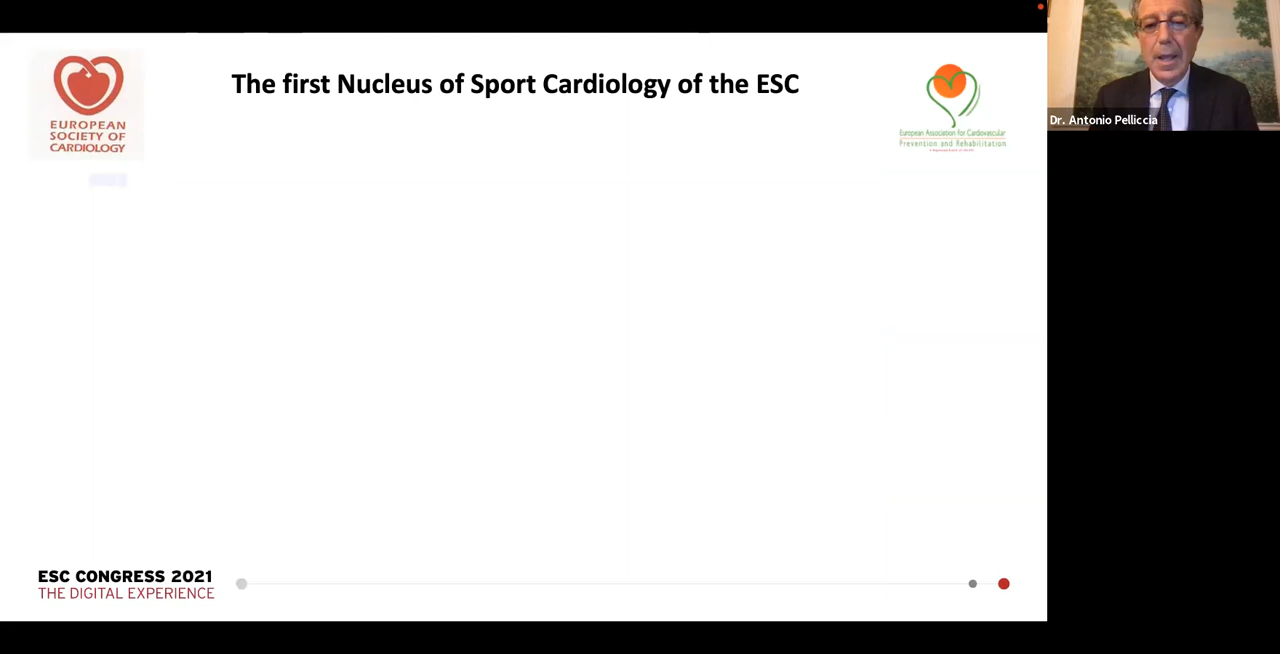 EUROPEAN
SOCIETY OF
CARDIOLOGY
The first Nucleus of Sport Cardiology of the ESC
European Association for Cardiovascular
Prevention and Rehabilitation
Dr. Antonio Pelliccia
ESC CONGRESS 2021
THE DIGITAL EXPERIENCE